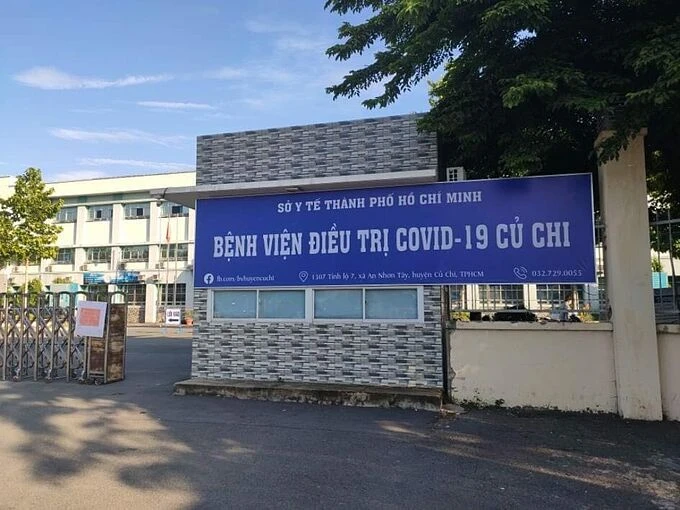 SỞ Y TẾ THÀNH PHỐ HỒ CHÍ MINH
BỆNH VIỆN ĐIỀU TRỊ COVID-19 CỦ CHI
fb.com/bvhuyencuchi 1307 Tỉnh lộ 7, xã An Nhơn Tây, huyện Củ Chi, TPHCM 032.729.0055